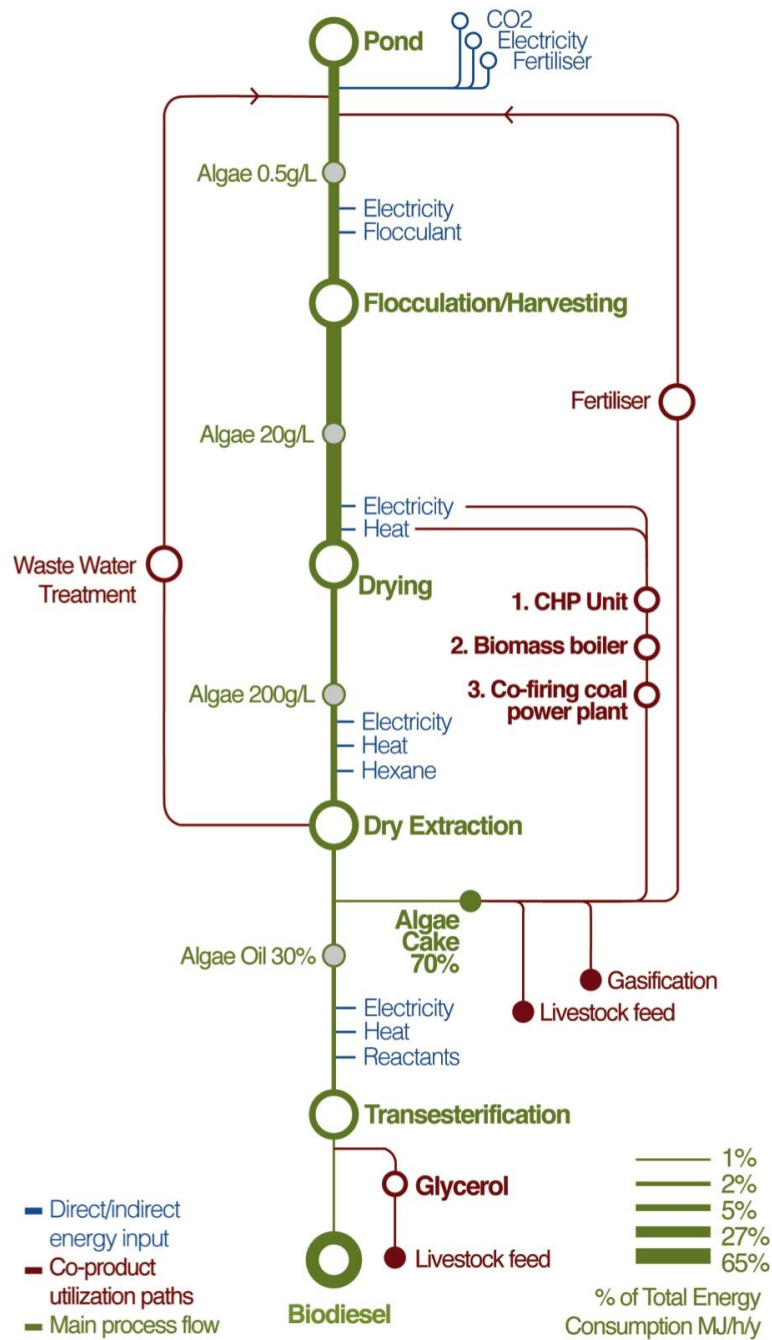 Pond
CO2
Electricity
Fertiliser
Algae 0.5g/L
Electricity
Flocculant
Flocculation/Harvesting
Fertiliser
Algae 20g/L
Electricity
Heat
Waste Water
Treatment
Drying
1. CHP Unit
2. Biomass boiler
3. Co-firing coal
power plant
Algae 200g/L
Electricity
Heat
Hexane
Dry Extraction
Algae
Cake
70%
Algae Oil 30%
Gasification
Livestock feed
Electricity
Heat
Reactants
Transesterification
Glycerol
Livestock feed
Biodiesel
Direct/indirect
energy input
Co-product
utilization paths
Main process flow
1%
2%
5%
27%
65%
% of Total Energy
Consumption MJ/h/y